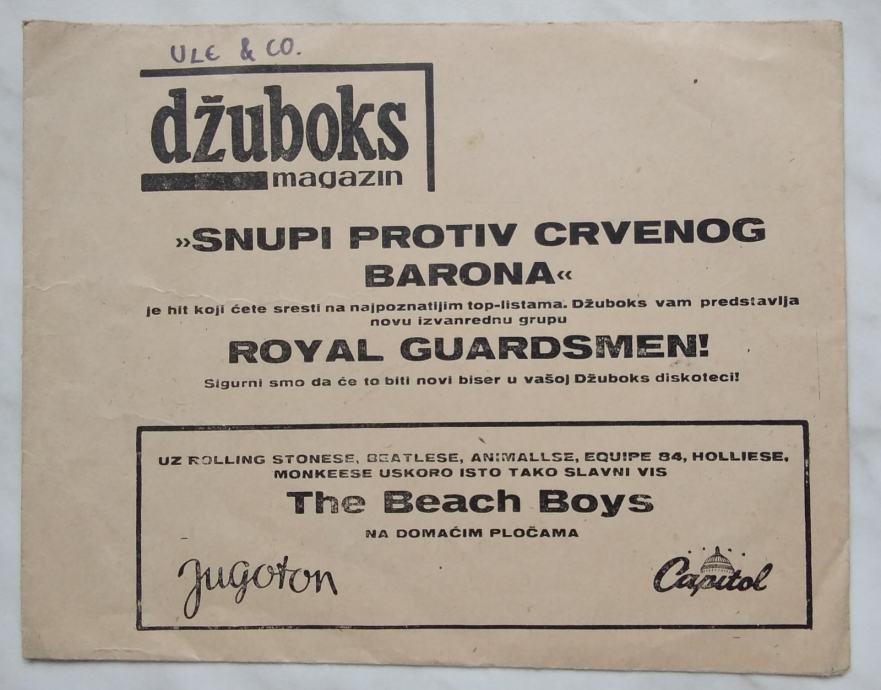 ULE & CO.
džuboks
magazin
»SNUPI PROTIV CRVENOG
BARONA«
je hit koji ćete sresti na najpoznatijim top-listama. Džuboks vam predstavlja
novu izvanrednu grupu
ROYAL GUARDSMEN!
Sigurni smo da će to biti novi biser u vašoj Džuboks diskoteci!
UZ ROLLING STONESE, BEATLESE, ANIMALLSE, EQUIPE 84, HOLLIESE,
MONKEESE USKORO ISTO TAKO SLAVNI VIS
The Beach Boys
NA DOMAĆIM PLOČAMA
Jugoton
Capitol